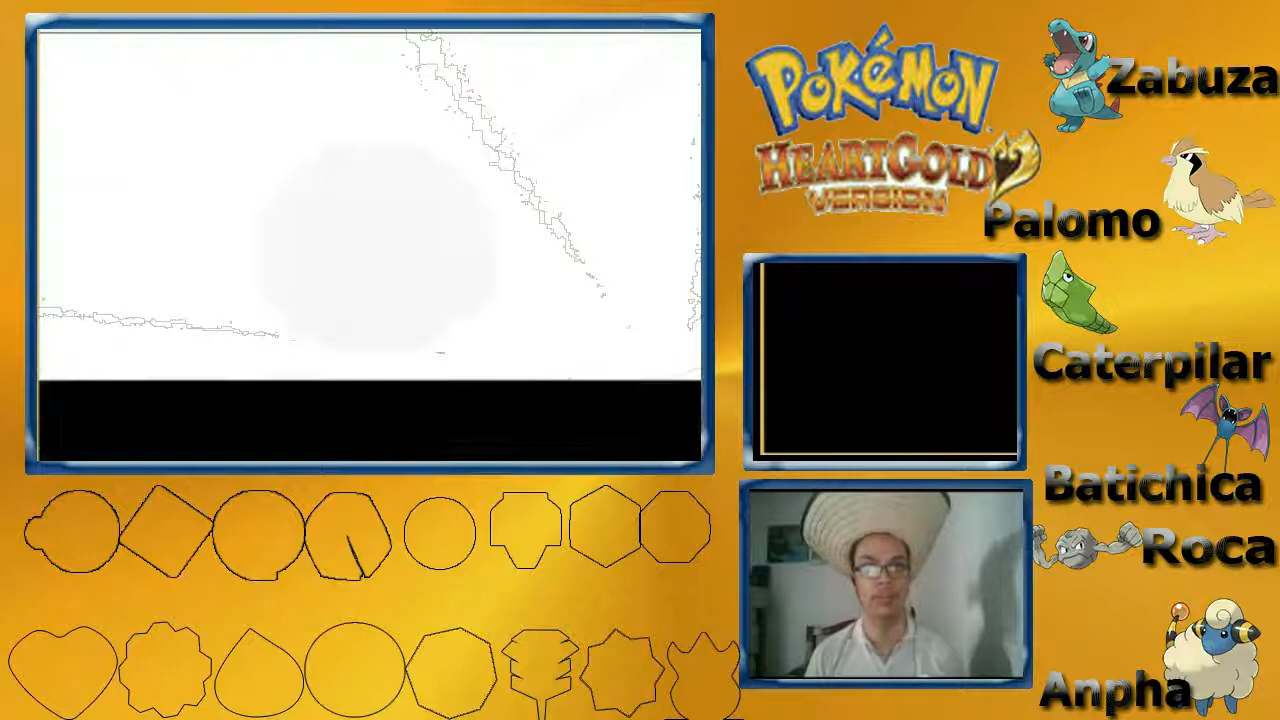 POKéMON
HEARTGOLD
VERSION
Zabuza
Palomo
Caterpilar
Batichica
Roca
Anpha